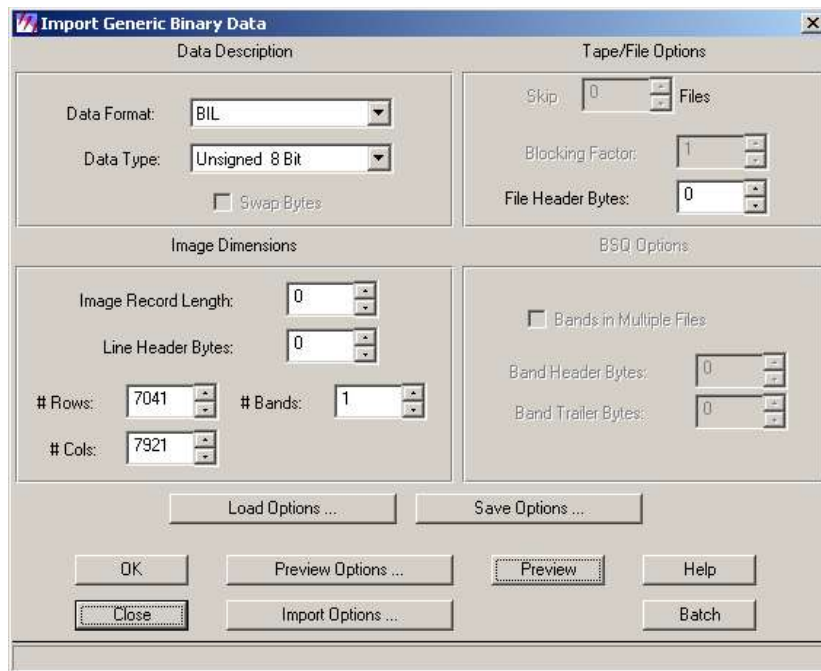 Import Generic Binary Data
Data Description
Data Format: BIL
Data Type: Unsigned 8 Bit
Swap Bytes
Tape/File Options
Skip 0 Files
Blocking Factor: 1
File Header Bytes: 0
Image Dimensions
Image Record Length: 0
Line Header Bytes: 0
# Rows: 7041 # Bands: 1
# Cols: 7921
BSQ Options
Bands in Multiple Files
Band Header Bytes: 0
Band Trailer Bytes: 0
Load Options ... Save Options ...
OK Preview Options ... Preview Help
Close Import Options ... Batch